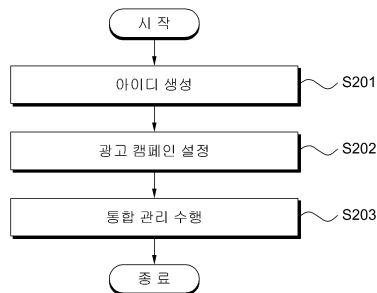 시 작
아이디 생성
S201
광고 캠페인 설정
S202
통합 관리 수행
S203
종 료